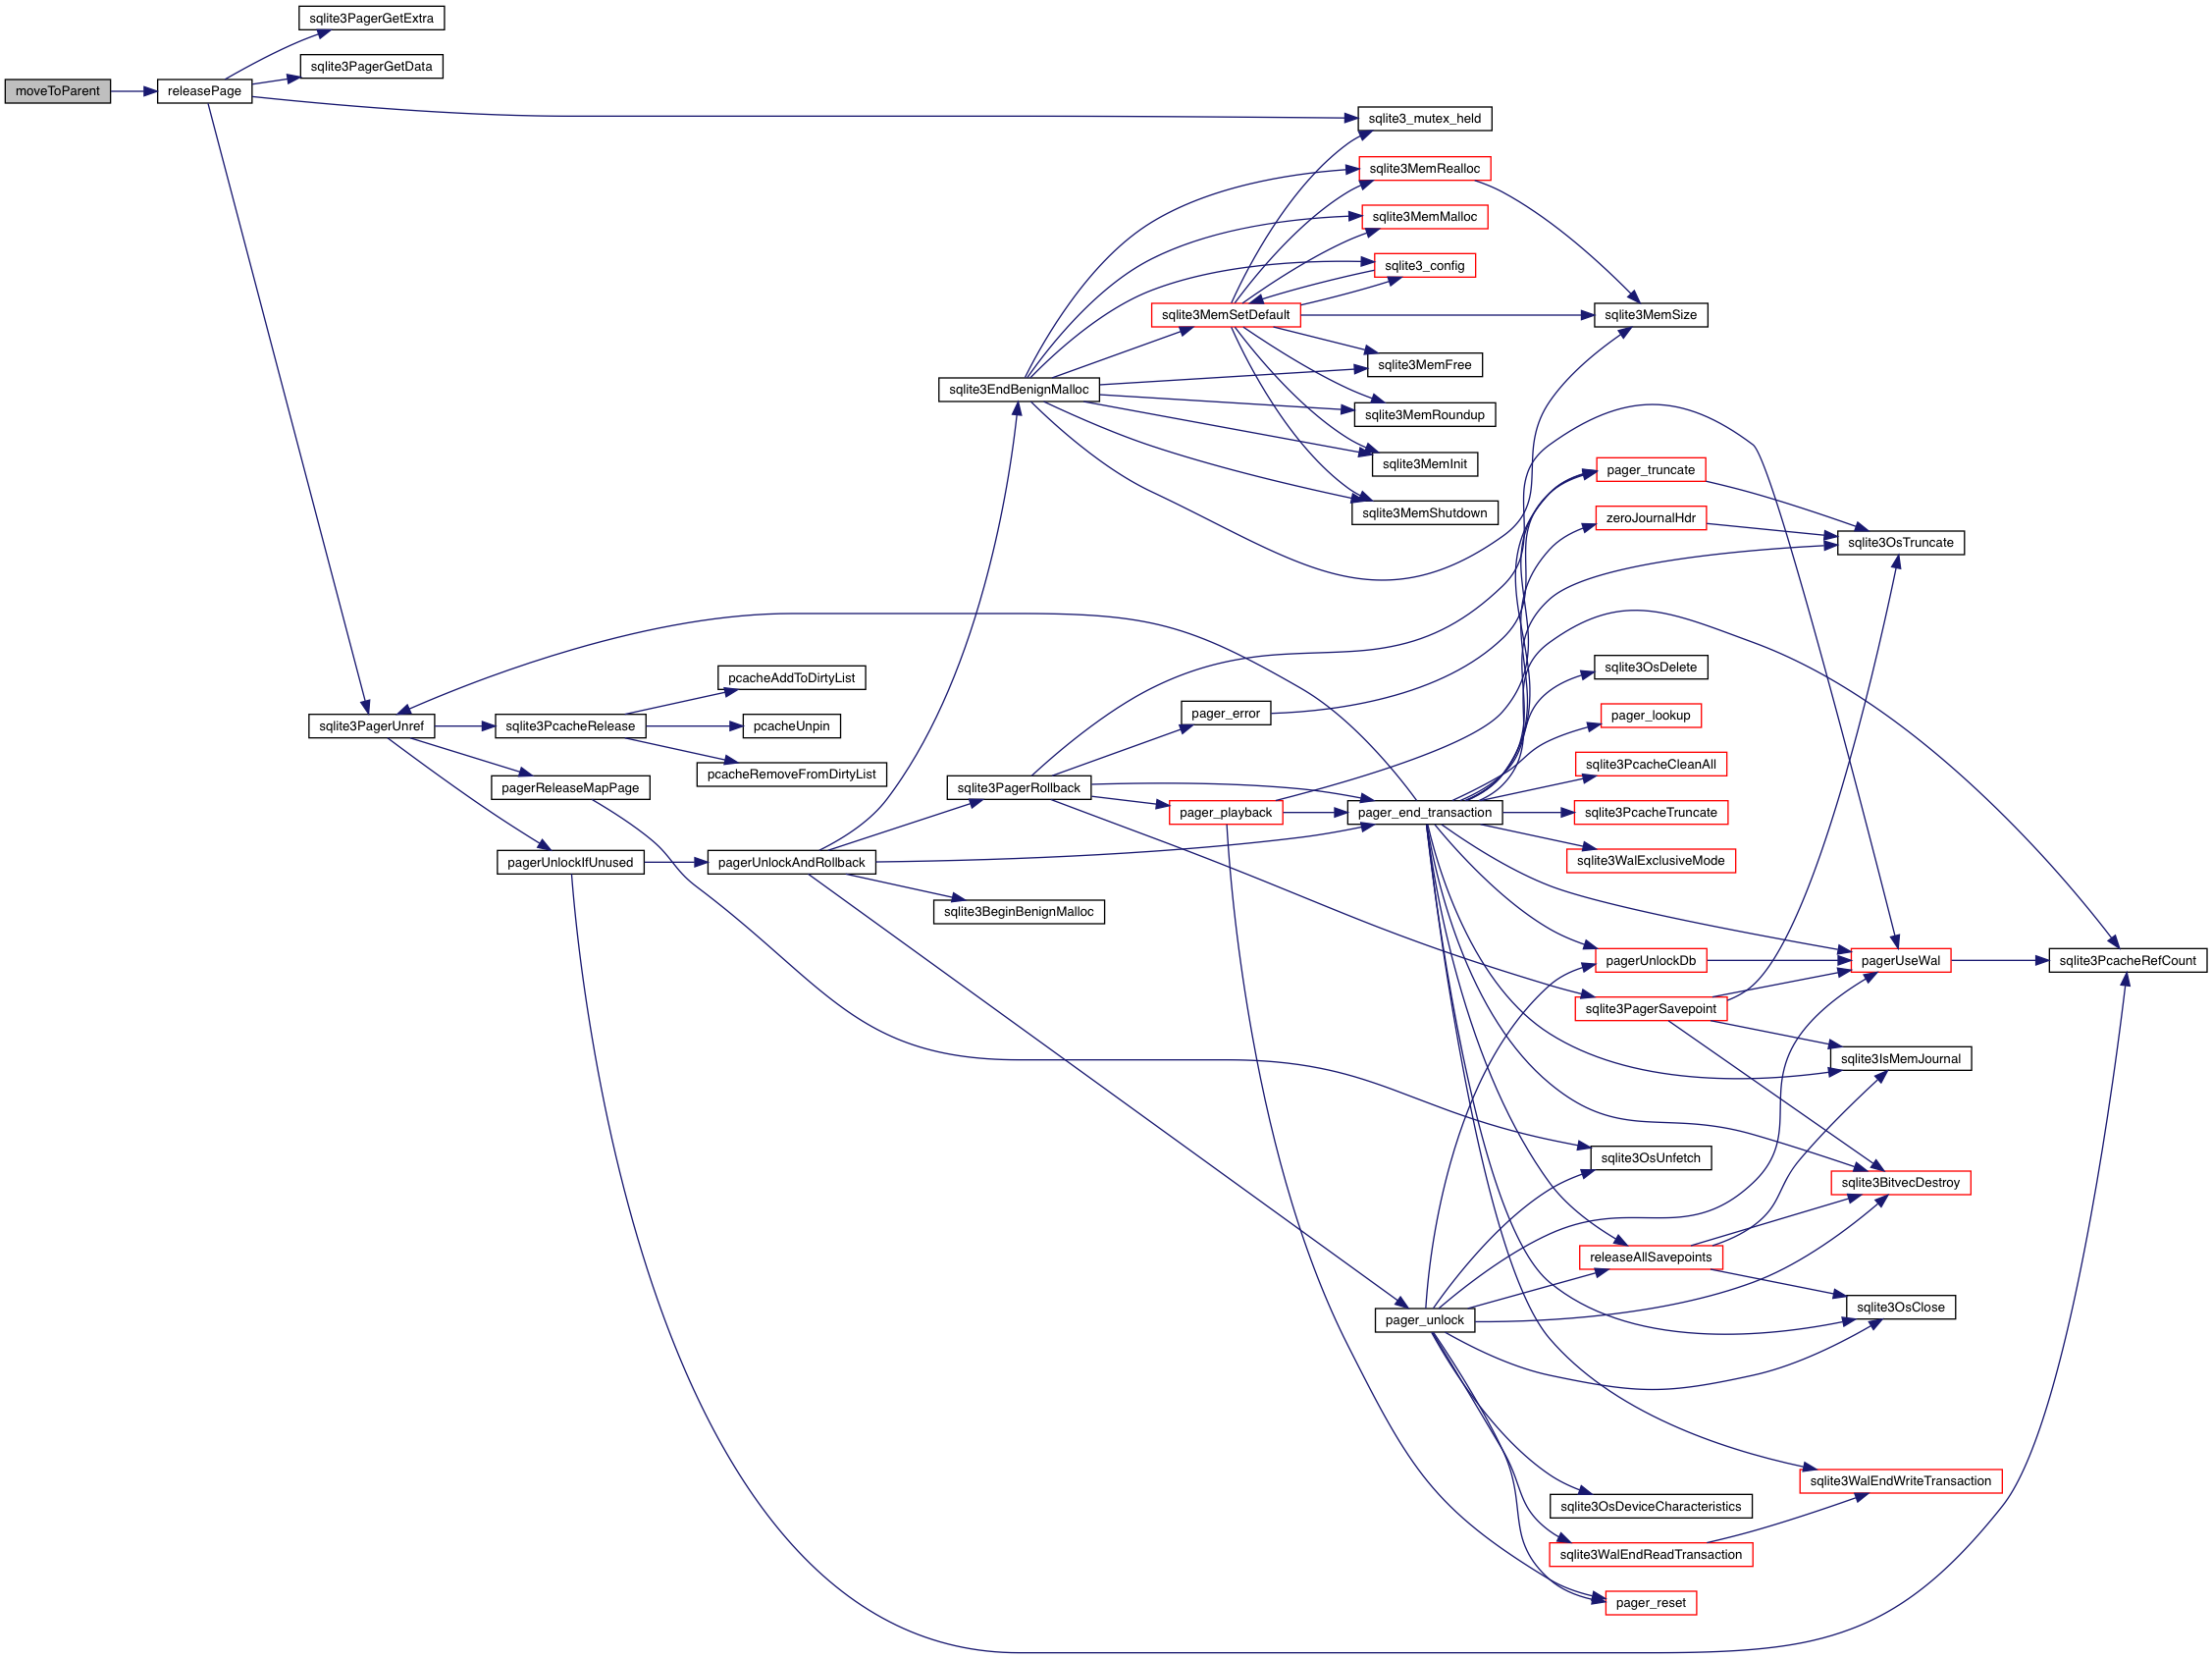 sqlite3PagerGetExtra
sqlite3PagerGetData
moveToParent
releasePage
sqlite3_mutex_held
sqlite3MemRealloc
sqlite3MemMalloc
sqlite3_config
sqlite3MemSetDefault
sqlite3MemSize
sqlite3MemFree
sqlite3EndBenignMalloc
sqlite3MemRoundup
sqlite3MemInit
pager_truncate
sqlite3MemShutdown
zeroJournalHdr
sqlite3OsTruncate
sqlite3OsDelete
pcacheAddToDirtyList
pager_error
pager_lookup
sqlite3PagerUnref
sqlite3PcacheRelease
pcacheUnpin
sqlite3PcacheCleanAll
pcacheRemoveFromDirtyList
pagerReleaseMapPage
sqlite3PagerRollback
pager_playback
pager_end_transaction
sqlite3PcacheTruncate
pagerUnlockIfUnused
pagerUnlockAndRollback
sqlite3WalExclusiveMode
sqlite3BeginBenignMalloc
pagerUnlockDb
pagerUseWal
sqlite3PcacheRefCount
sqlite3PagerSavepoint
sqlite3IsMemJournal
sqlite3OsUnfetch
sqlite3BitvecDestroy
releaseAllSavepoints
sqlite3OsClose
pager_unlock
sqlite3WalEndWriteTransaction
sqlite3OsDeviceCharacteristics
sqlite3WalEndReadTransaction
pager_reset